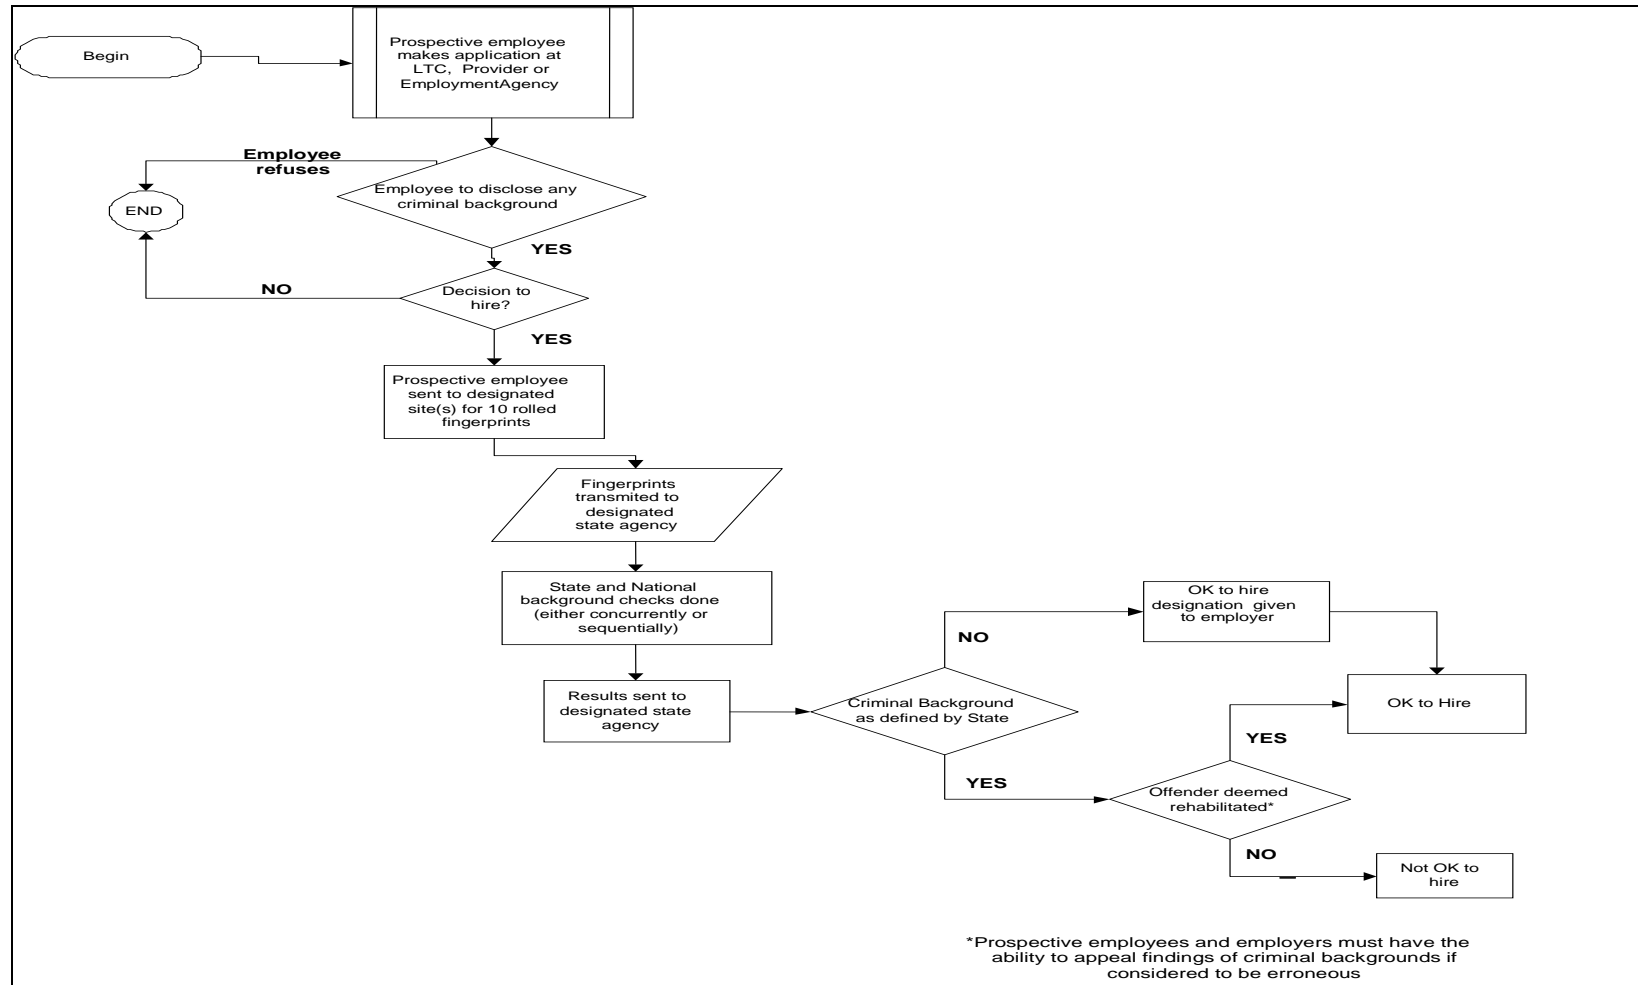 Begin
Prospective employee
makes application at
LTC,  Provider or
EmploymentAgency
Employee
refuses
Employee to disclose any
criminal background
END
YES
NO
Decision to
hire?
YES
Prospective employee
sent to designated
site(s) for 10 rolled
fingerprints
Fingerprints
transmited to
designated
state agency
State and National
background checks done
(either concurrently or
sequentially)
Results sent to
designated state
agency
Criminal Background
as defined by State
NO
OK to hire
designation  given
to employer
OK to Hire
YES
YES
Offender deemed
rehabilitated*
NO
Not OK to
hire
*Prospective employees and employers must have the
ability to appeal findings of criminal backgrounds if
considered to be erroneous